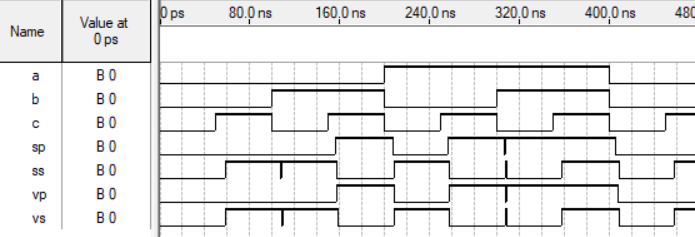 Name
Value at
0 ps
0 ps
80.0 ns
160.0 ns
240.0 ns
320.0 ns
400.0 ns
480
a
B 0
b
B 0
c
B 0
sp
B 0
ss
B 0
vp
B 0
vs
B 0